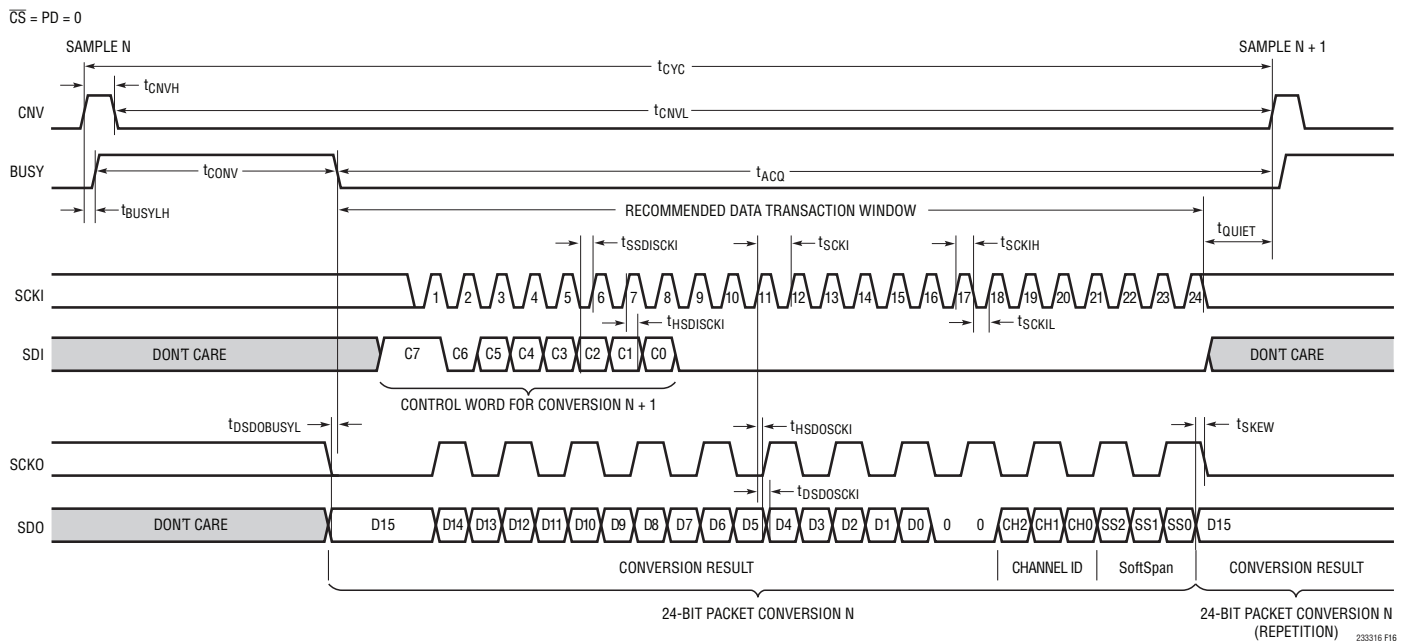 CS = PD = 0
SAMPLE N
SAMPLE N + 1
tCYC
tCNVH
CNV
tCNVL
BUSY
tCONV
tACQ
tBUSYLH
RECOMMENDED DATA TRANSACTION WINDOW
tQUIET
tSSDISCKI
tSCKI
tSCKIH
SCKI
1 2 3 4 5 6 7 8 9 10 11 12 13 14 15 16 17 18 19 20 21 22 23 24
tHSDISCKI
tSCKIL
SDI
DON'T CARE
C7 C6 C5 C4 C3 C2 C1 C0
DON'T CARE
CONTROL WORD FOR CONVERSION N + 1
tDSDOBUSYL
tHSDOSCKI
tSKEW
SCKO
tDSDOSCKI
SDO
DON'T CARE
D15 D14 D13 D12 D11 D10 D9 D8 D7 D6 D5 D4 D3 D2 D1 D0 0 0 CH2 CH1 CH0 SS2 SS1 SS0 D15
CONVERSION RESULT
CHANNEL ID
SoftSpan
CONVERSION RESULT
24-BIT PACKET CONVERSION N
24-BIT PACKET CONVERSION N
(REPETITION)
233316 F16